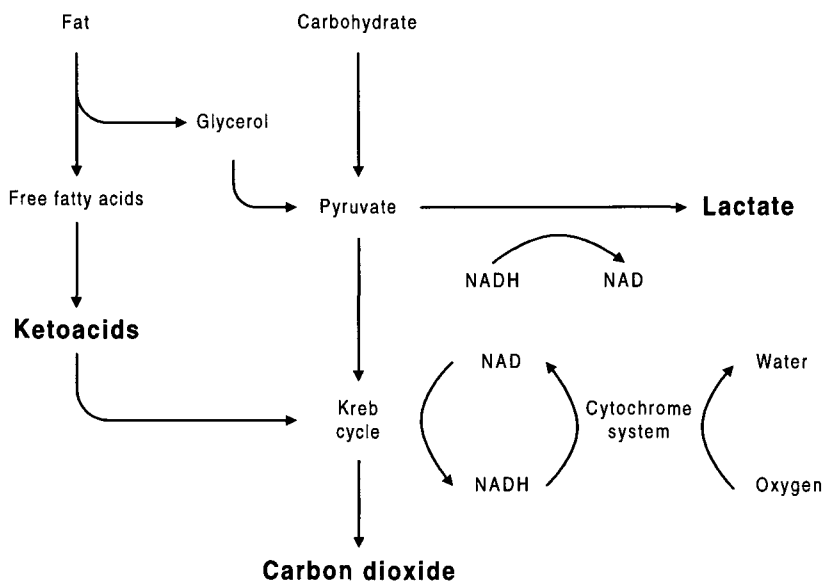 Fat
Carbohydrate
Glycerol
Free fatty acids
Pyruvate
Lactate
NADH
NAD
Ketoacids
NAD
Water
Kreb
cycle
Cytochrome
system
NADH
Oxygen
Carbon dioxide